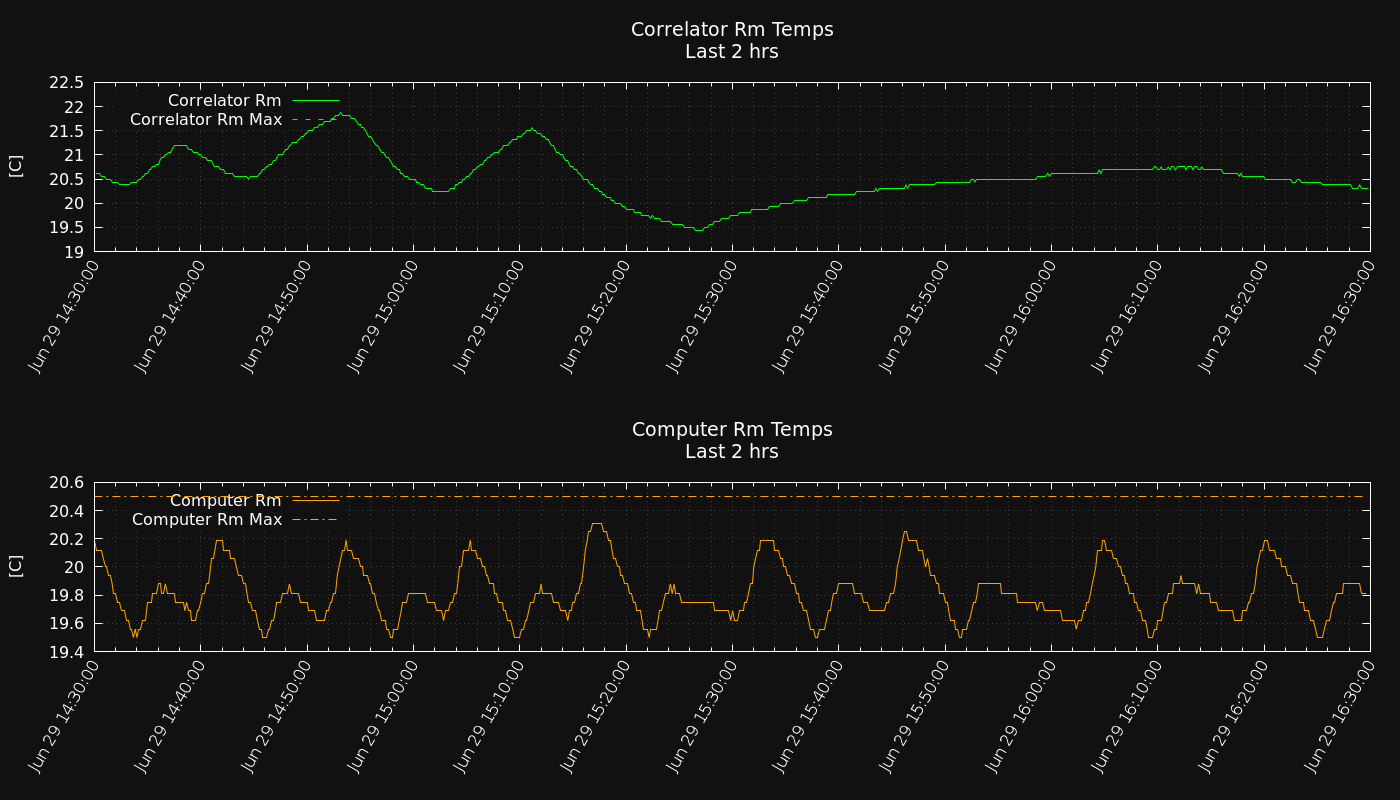 Correlator Rm Temps
Last 2 hrs
22.5
22
21.5
21
20.5
20
19.5
19
[C]
Correlator Rm
Correlator Rm Max
Jun 29 14:30:00
Jun 29 14:40:00
Jun 29 14:50:00
Jun 29 15:00:00
Jun 29 15:10:00
Jun 29 15:20:00
Jun 29 15:30:00
Jun 29 15:40:00
Jun 29 15:50:00
Jun 29 16:00:00
Jun 29 16:10:00
Jun 29 16:20:00
Jun 29 16:30:00
Computer Rm Temps
Last 2 hrs
20.6
20.4
20.2
20
19.8
19.6
19.4
[C]
Computer Rm
Computer Rm Max
Jun 29 14:30:00
Jun 29 14:40:00
Jun 29 14:50:00
Jun 29 15:00:00
Jun 29 15:10:00
Jun 29 15:20:00
Jun 29 15:30:00
Jun 29 15:40:00
Jun 29 15:50:00
Jun 29 16:00:00
Jun 29 16:10:00
Jun 29 16:20:00
Jun 29 16:30:00